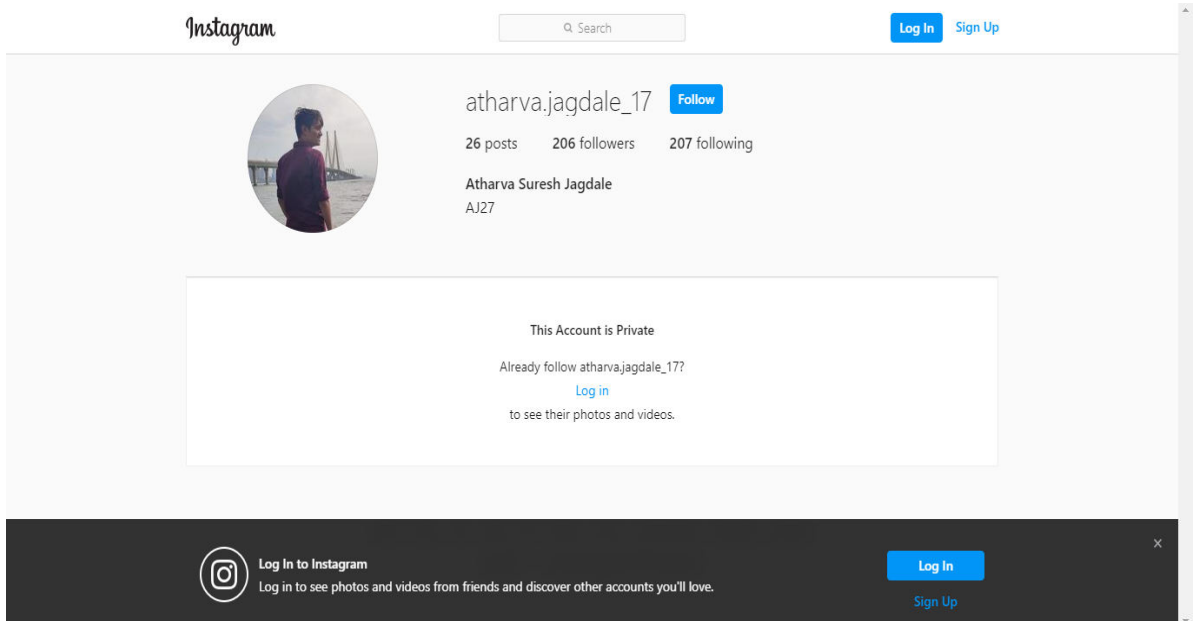 Instagram
Search
Log In Sign Up
atharva.jagdale_17 Follow
26 posts 206 followers 207 following
Atharva Suresh Jagdale
AJ27
This Account is Private
Already follow atharva.jagdale_17?
Log in
to see their photos and videos.
Log In to Instagram
Log in to see photos and videos from friends and discover other accounts you'll love.
Log In
Sign Up